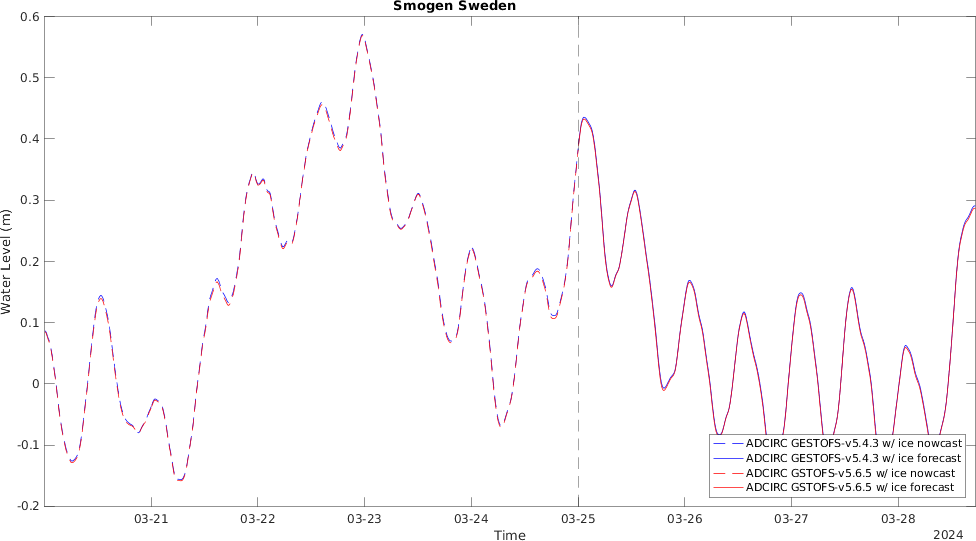 Smogen Sweden
0.6
0.5
0.4
0.3
0.2
0.1
0
-0.1
-0.2
Water Level (m)
03-21
03-22
03-23
03-24
03-25
03-26
03-27
03-28
Time
2024
ADCIRC GESTOFS-v5.4.3 w/ ice nowcast
ADCIRC GESTOFS-v5.4.3 w/ ice forecast
ADCIRC GSTOFS-v5.6.5 w/ ice nowcast
ADCIRC GSTOFS-v5.6.5 w/ ice forecast